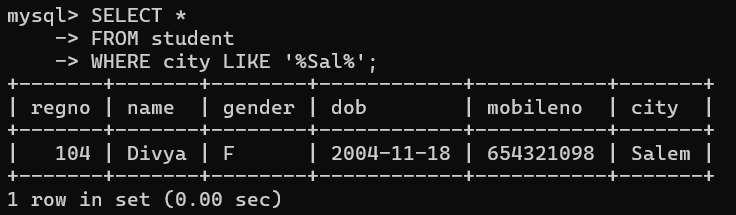 mysql> SELECT *
    -> FROM student
    -> WHERE city LIKE '%Sal%';
+-------+-------+--------+------------+-----------+-------+
| regno | name  | gender | dob        | mobileno  | city  |
+-------+-------+--------+------------+-----------+-------+
|   104 | Divya | F      | 2004-11-18 | 654321098 | Salem |
+-------+-------+--------+------------+-----------+-------+
1 row in set (0.00 sec)